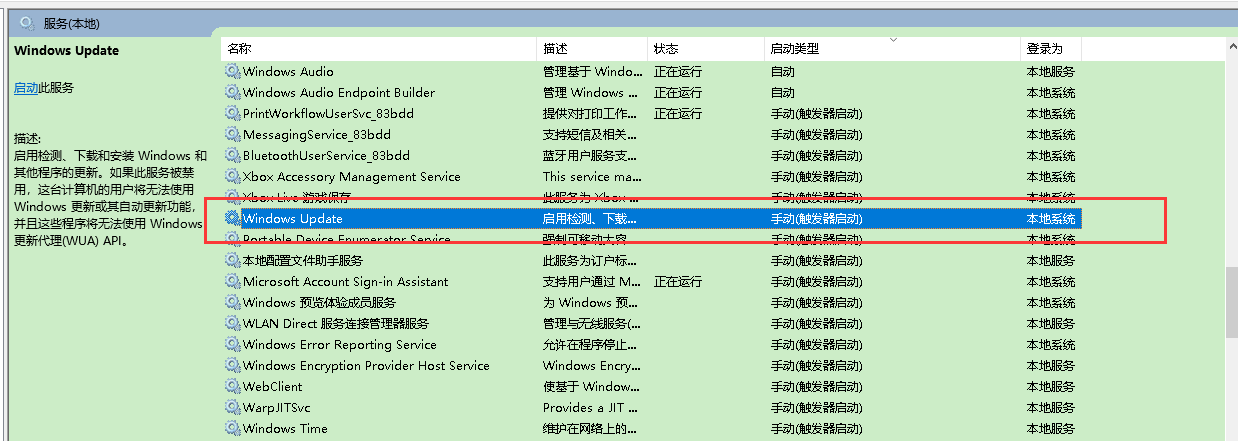 服务(本地)
Windows Update
启动此服务
描述:
启用检测、下载和安装 Windows 和
其他程序的更新。如果此服务被禁
用，这台计算机的用户将无法使用
Windows 更新或其自动更新功能，
并且这些程序将无法使用 Windows
更新代理(WUA) API。
名称 描述 状态 启动类型 登录为
Windows Audio 管理基于 Windo... 正在运行 自动 本地服务
Windows Audio Endpoint Builder 管理 Windows ... 正在运行 自动 本地系统
PrintWorkflowUserSvc_83bdd 提供对打印工作... 正在运行 手动(触发器启动) 本地系统
MessagingService_83bdd 支持短信及相关... 手动(触发器启动) 本地系统
BluetoothUserService_83bdd 蓝牙用户服务支... 手动(触发器启动) 本地系统
Xbox Accessory Management Service This service ma... 手动(触发器启动) 本地系统
Xbox Live 游戏保存 此服务为 Xbox ... 手动(触发器启动) 本地系统
Windows Update 启用检测、下载... 手动(触发器启动) 本地系统
Portable Device Enumerator Service 强制可移动大容... 手动(触发器启动) 本地系统
本地配置文件助手服务 此服务为订户标... 手动(触发器启动) 本地服务
Microsoft Account Sign-in Assistant 支持用户通过 M... 正在运行 手动(触发器启动) 本地系统
Windows 预览体验成员服务 为 Windows 预... 手动(触发器启动) 本地系统
WLAN Direct 服务连接管理器服务 管理与无线服务(... 手动(触发器启动) 本地服务
Windows Error Reporting Service 允许在程序停止... 手动(触发器启动) 本地系统
Windows Encryption Provider Host Service Windows Encry... 手动(触发器启动) 本地服务
WebClient 使基于 Window... 手动(触发器启动) 本地服务
WarpJITSvc Provides a JIT ... 手动(触发器启动) 本地服务
Windows Time 维护在网络上的... 手动(触发器启动) 本地服务